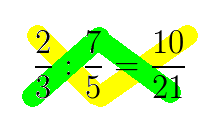 2/3 : 7/5 = 10/21